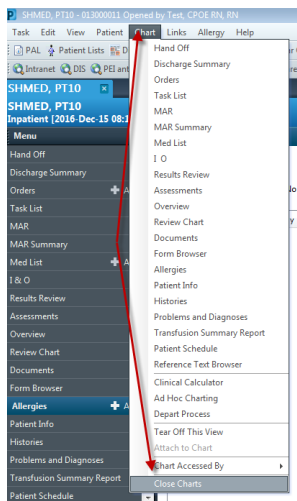 SHMED, PT10 - 013000011 Opened by Test, CPOE RN, RN
Task Edit View Patient Chart Links Allergy Help
PAL Patient Lists
Intranet DIS PEI
SHMED, PT10
SHMED, PT10
Inpatient [2016-Dec-15 08:1
Menu
Hand Off
Discharge Summary
Orders
Task List
MAR
MAR Summary
Med List
I & O
Results Review
Assessments
Overview
Review Chart
Documents
Form Browser
Allergies
Patient Info
Histories
Problems and Diagnoses
Transfusion Summary Report
Patient Schedule
Hand Off
Discharge Summary
Orders
Task List
MAR
MAR Summary
Med List
I O
Results Review
Assessments
Overview
Review Chart
Documents
Form Browser
Allergies
Patient Info
Histories
Problems and Diagnoses
Transfusion Summary Report
Patient Schedule
Reference Text Browser
Clinical Calculator
Ad Hoc Charting
Depart Process
Tear Off This View
Attach to Chart
Chart Accessed By
Close Charts